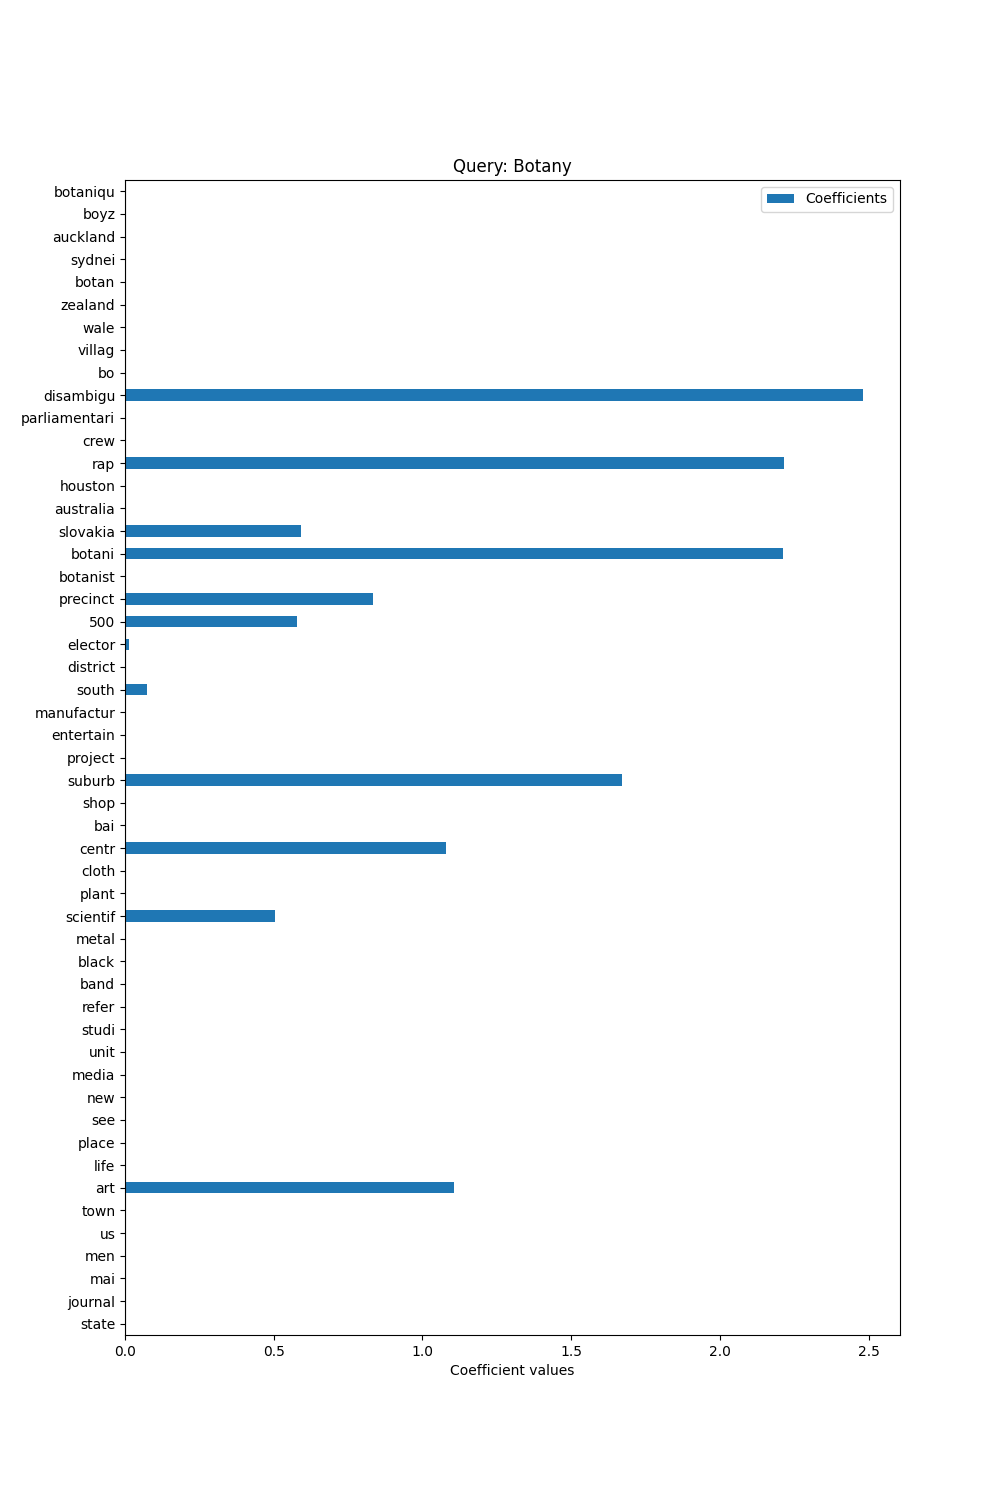 Query: Botany
botaniqu
boyz
auckland
sydnei
botan
zealand
wale
villag
bo
disambigu
parliamentari
crew
rap
houston
australia
slovakia
botani
botanist
precinct
500
elector
district
south
manufactur
entertain
project
suburb
shop
bai
centr
cloth
plant
scientif
metal
black
band
refer
studi
unit
media
new
see
place
life
art
town
us
men
mai
journal
state
Coefficients
0.0 0.5 1.0 1.5 2.0 2.5
Coefficient values